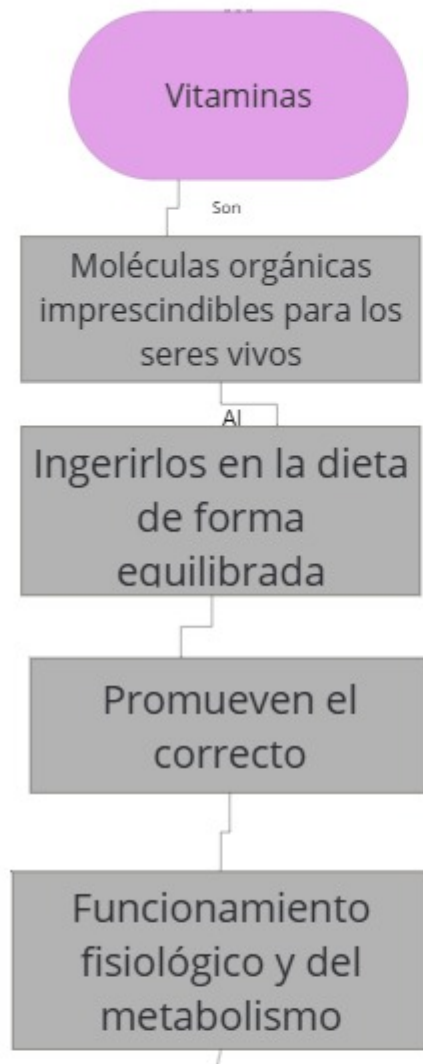 Vitaminas
Son
Moléculas orgánicas
imprescindibles para los
seres vivos
Al
Ingerirlos en la dieta
de forma
equilibrada
Promueven el
correcto
Funcionamiento
fisiológico y del
metabolismo